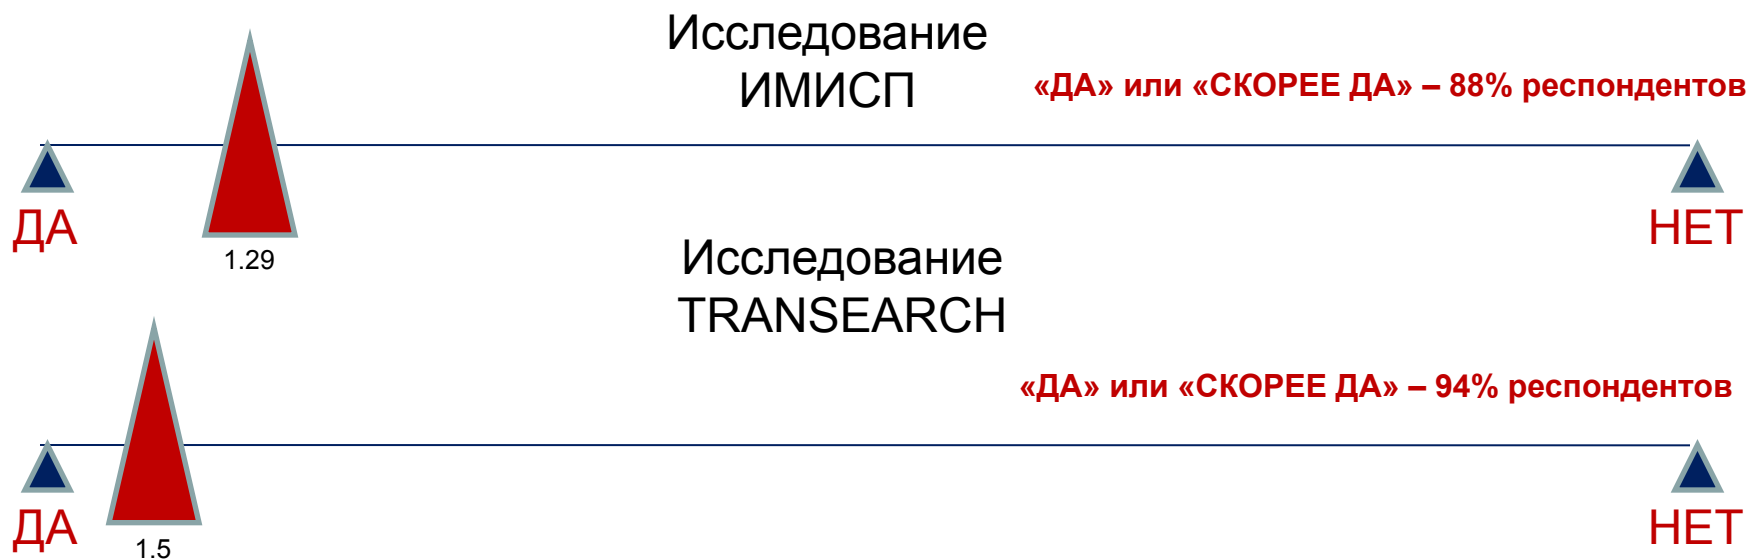 Исследование
ИМИСП
«ДА» или «СКОРЕЕ ДА» – 88% респондентов
ДА
НЕТ
1.29
Исследование
TRANSEARCH
«ДА» или «СКОРЕЕ ДА» – 94% респондентов
ДА
НЕТ
1.5